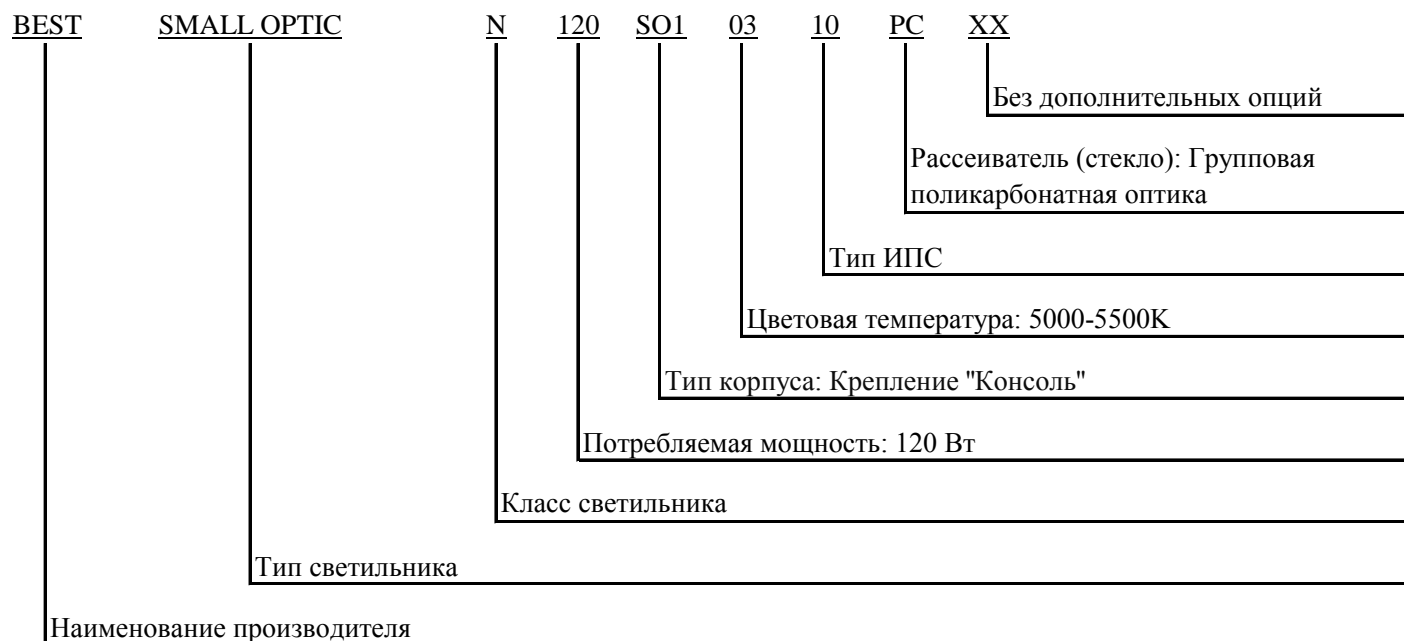 BEST SMALL OPTIC N 120 SO1 03 10 PC XX
Без дополнительных опций
Рассеиватель (стекло): Групповая
поликарбонатная оптика
Тип ИПС
Цветовая температура: 5000-5500K
Тип корпуса: Крепление "Консоль"
Потребляемая мощность: 120 Вт
Класс светильника
Тип светильника
Наименование производителя